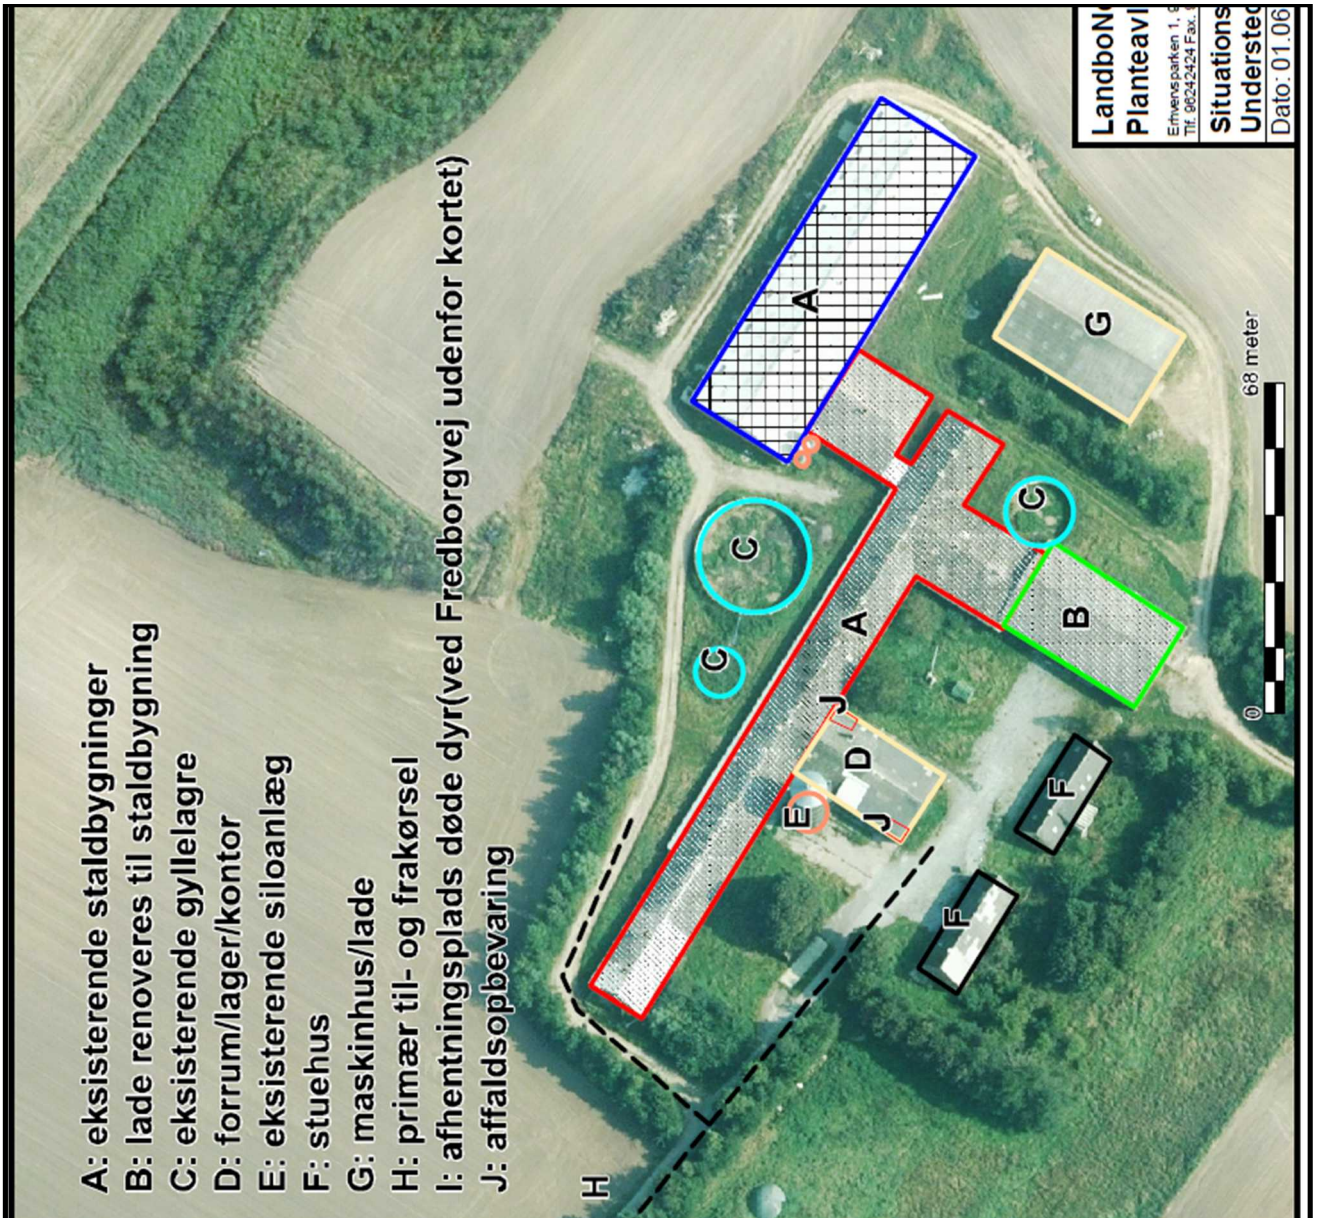 A: eksisterende staldbygninger
B: lade renoveres til staldbygning
C: eksisterende gyllelagre
D: forrum/lager/kontor
E: eksisterende siloanlæg
F: stuehus
G: maskinhus/lade
H: primær til- og frakørsel
I: afhentningsplads døde dyr(ved Fredborgvej udenfor kortet)
J: affaldsopbevaring
H
C
C
A
A
E
J
D
J
F
F
B
C
G
0
68 meter
LandboN
Planteavl
Erhvervsparken 1,
Tlf. 96242424 Fax.
Situations
Understed
Dato: 01.06